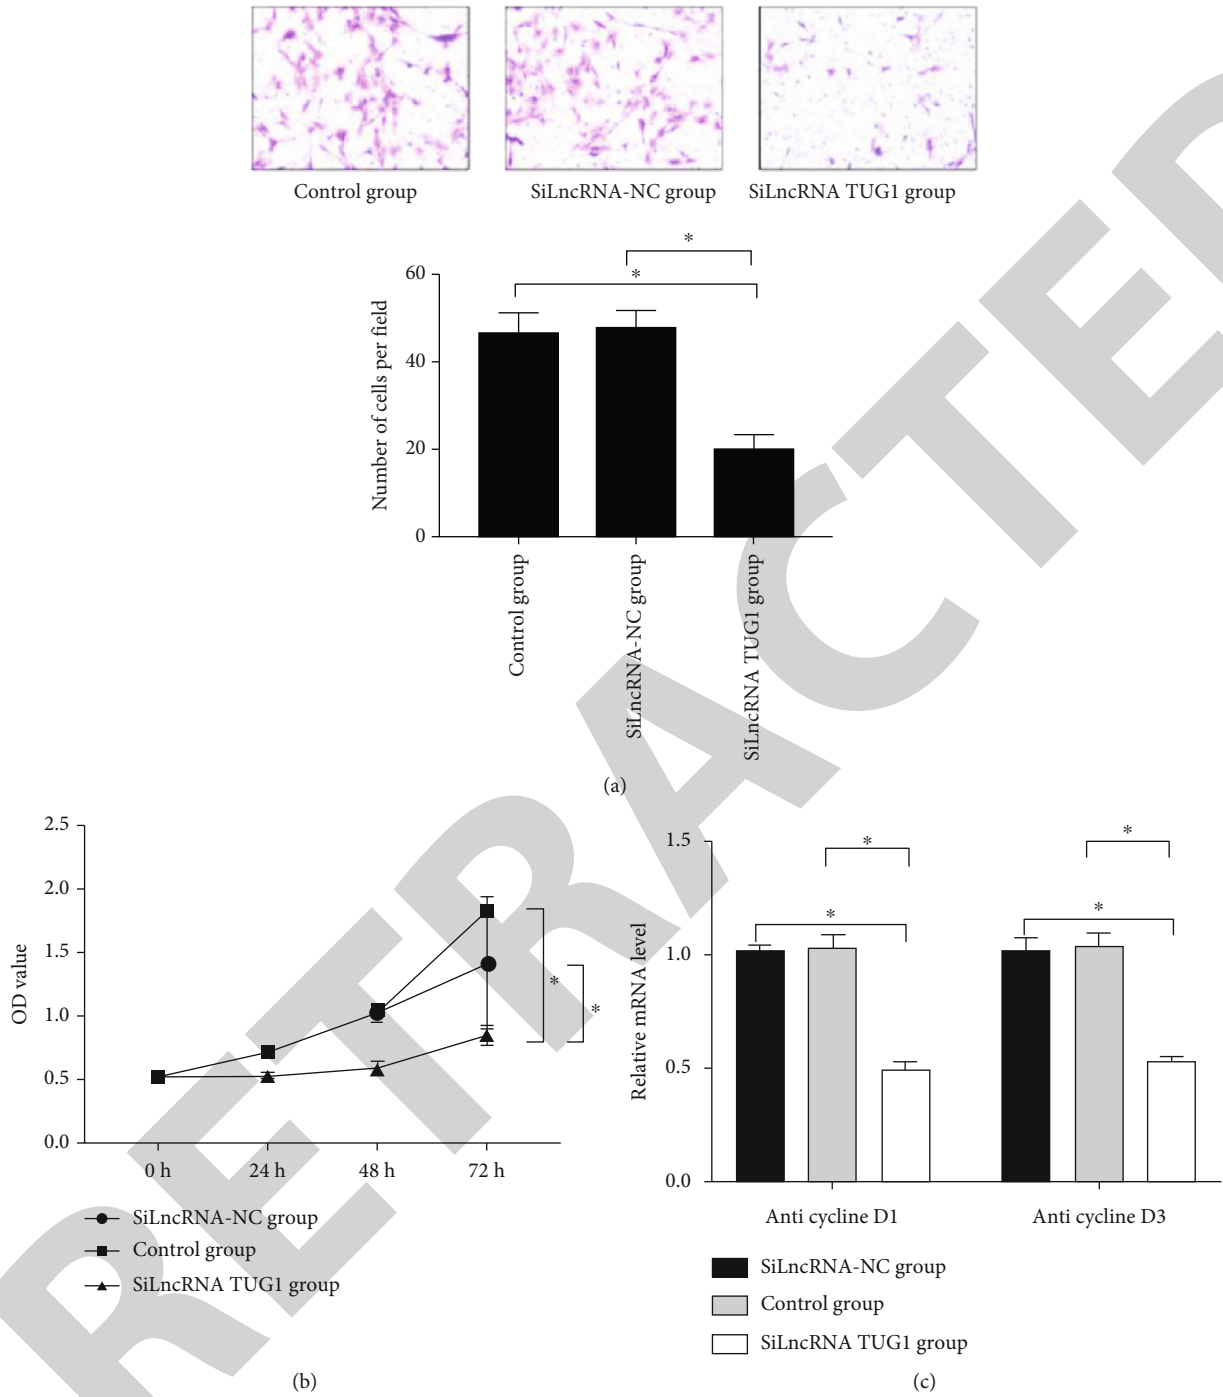 Control group
SiLncRNA-NC group
SiLncRNA TUG1 group
*
*
60
40
20
0
Number of cells per field
Control group
SiLncRNA-NC group
SiLncRNA TUG1 group
(a)
2.5
2.0
1.5
1.0
0.5
0.0
OD value
0 h
24 h
48 h
72 h
*
*
SiLncRNA-NC group
Control group
SiLncRNA TUG1 group
(b)
1.5
1.0
0.5
0.0
Relative mRNA level
*
*
*
*
Anti cycline D1
Anti cycline D3
SiLncRNA-NC group
Control group
SiLncRNA TUG1 group
(c)
RETRACTED